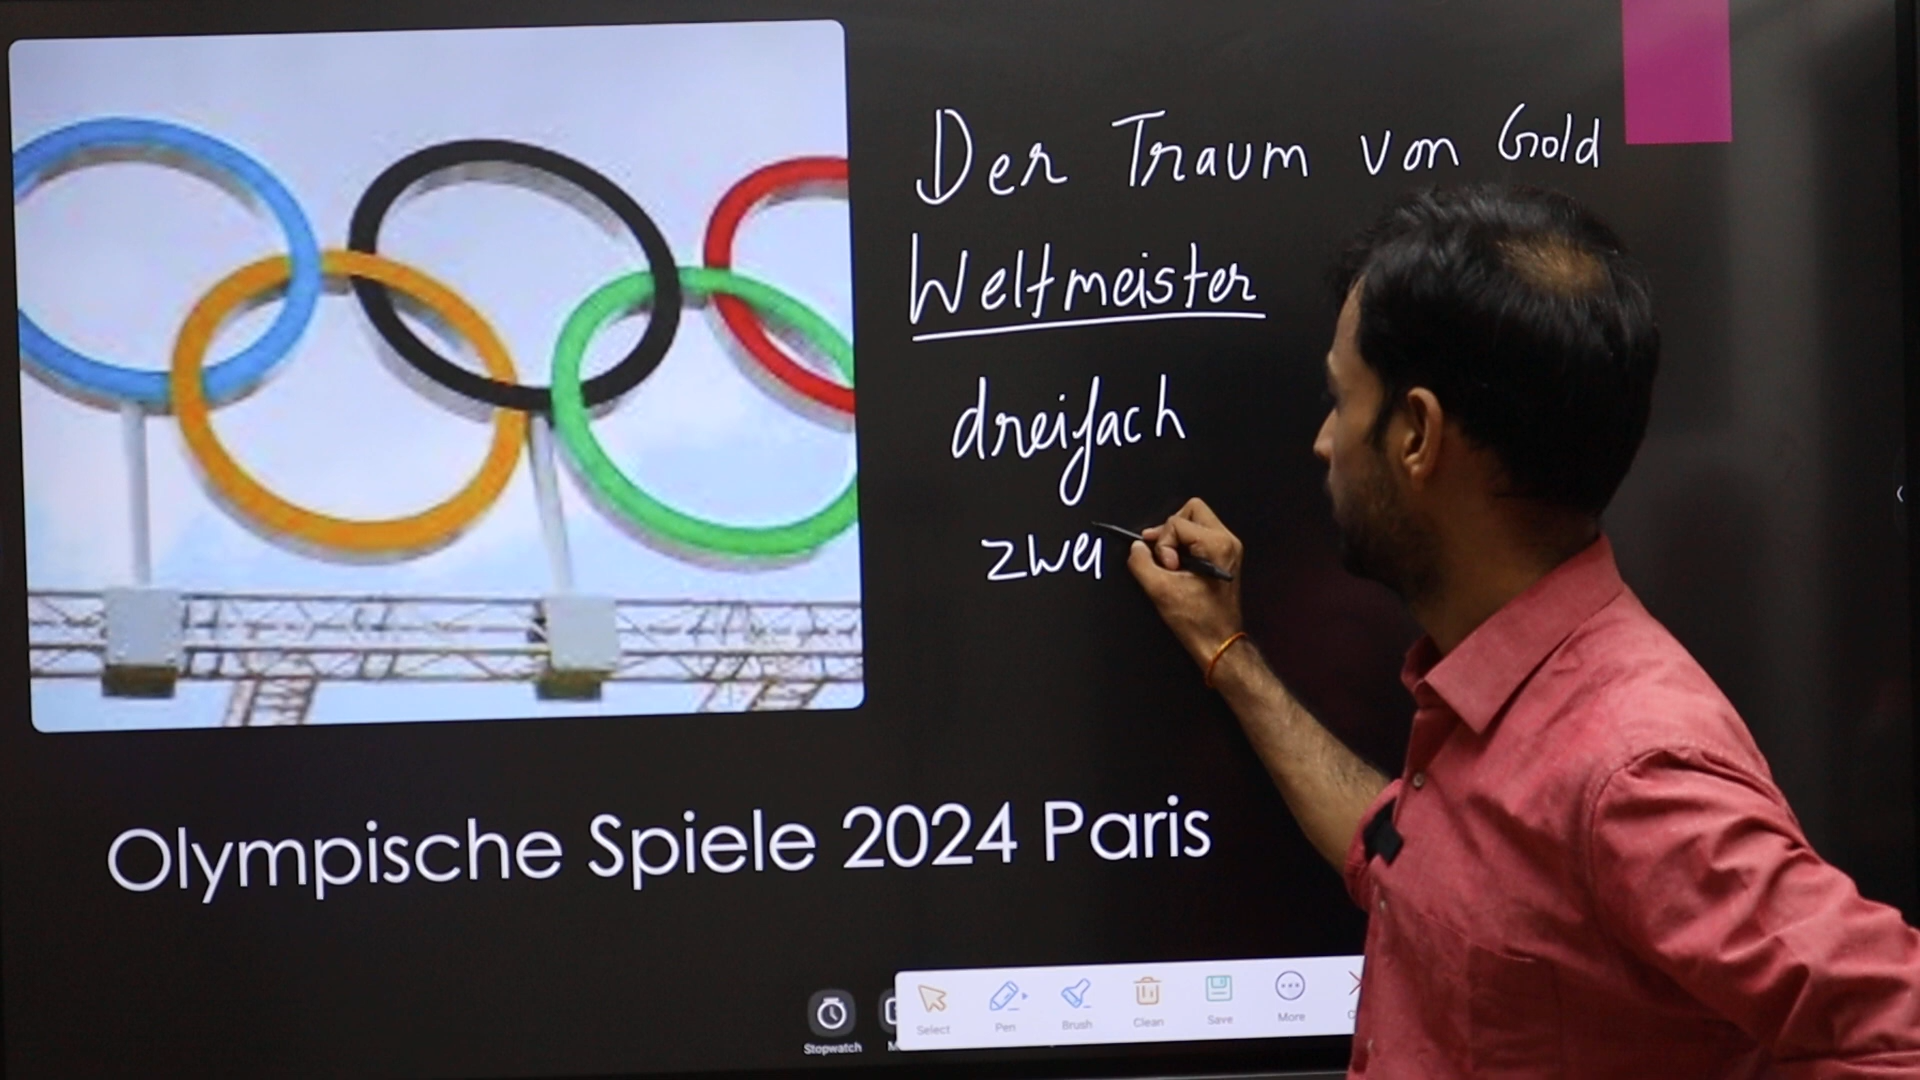 Der Traum von Gold
Weltmeister
dreifach
zwei
Olympische Spiele 2024 Paris
Stopwatch
Select
Pen
Brush
Clean
Save
More